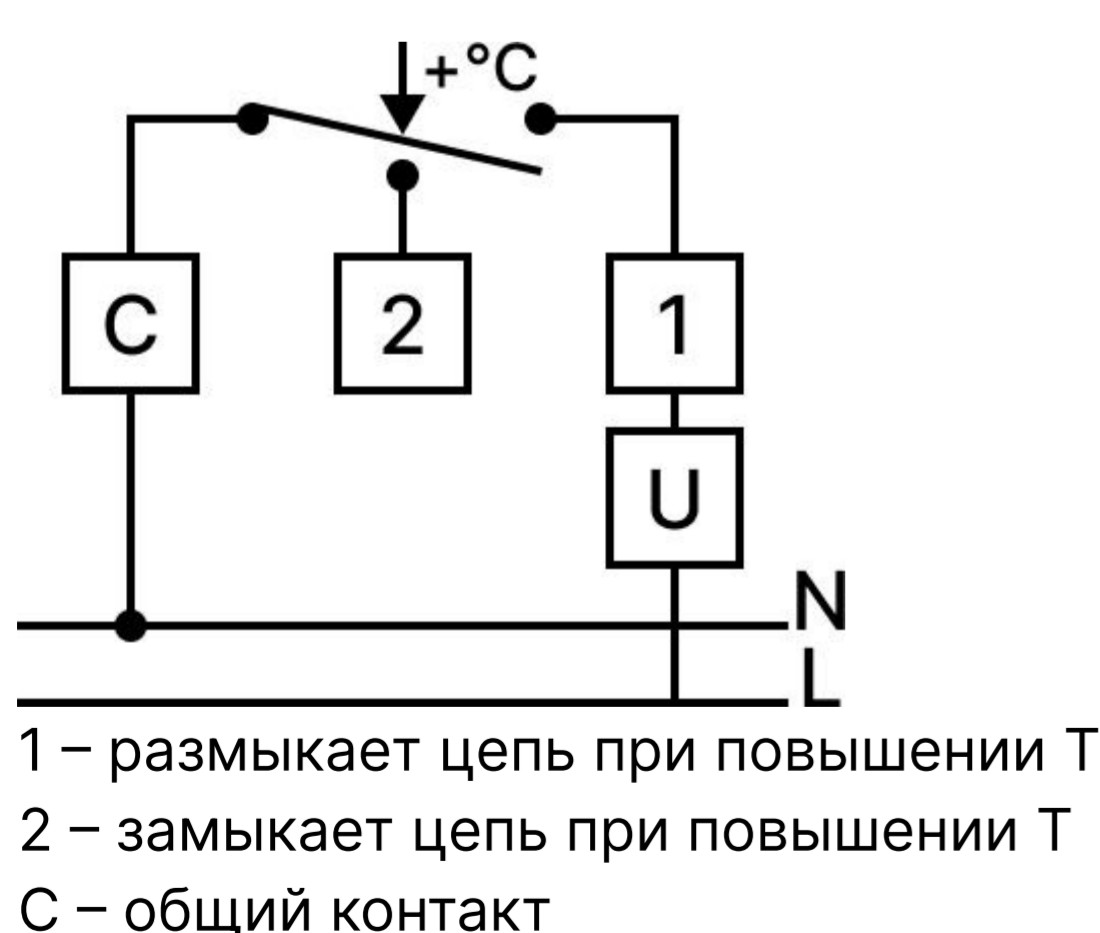 +°C
C 2 1
U
N
L
1 – размыкает цепь при повышении Т
2 – замыкает цепь при повышении Т
С – общий контакт